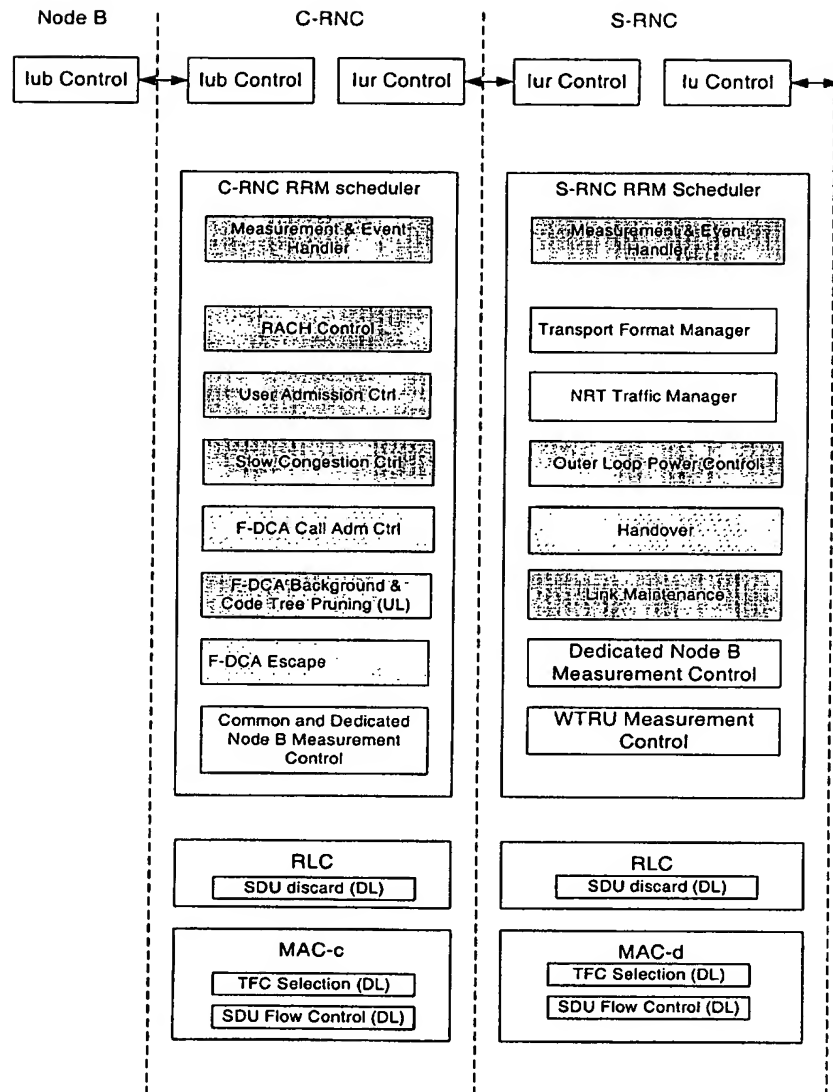 Node B
C-RNC
S-RNC
Iub Control
Iub Control
Iur Control
Iur Control
Iu Control
C-RNC RRM scheduler
Measurement & Event
Handler
RACH Control
User Admission Ctrl
Slow Congestion Ctrl
F-DCA Call Adm Ctrl
F-DCA Background &
Code Tree Pruning (UL)
F-DCA Escape
Common and Dedicated
Node B Measurement
Control
S-RNC RRM Scheduler
Measurement & Event
Handler
Transport Format Manager
NRT Traffic Manager
Outer Loop Power Control
Handover
Link Maintenance
Dedicated Node B
Measurement Control
WTRU Measurement
Control
RLC
SDU discard (DL)
RLC
SDU discard (DL)
MAC-c
TFC Selection (DL)
SDU Flow Control (DL)
MAC-d
TFC Selection (DL)
SDU Flow Control (DL)